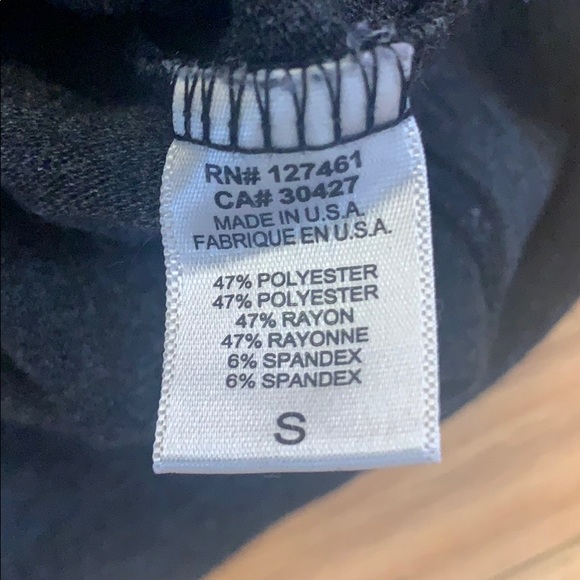 RN# 127461
CA# 30427
MADE IN U.S.A.
FABRIQUE EN U.S.A.
47% POLYESTER
47% POLYESTER
47% RAYON
47% RAYONNE
6% SPANDEX
6% SPANDEX
S